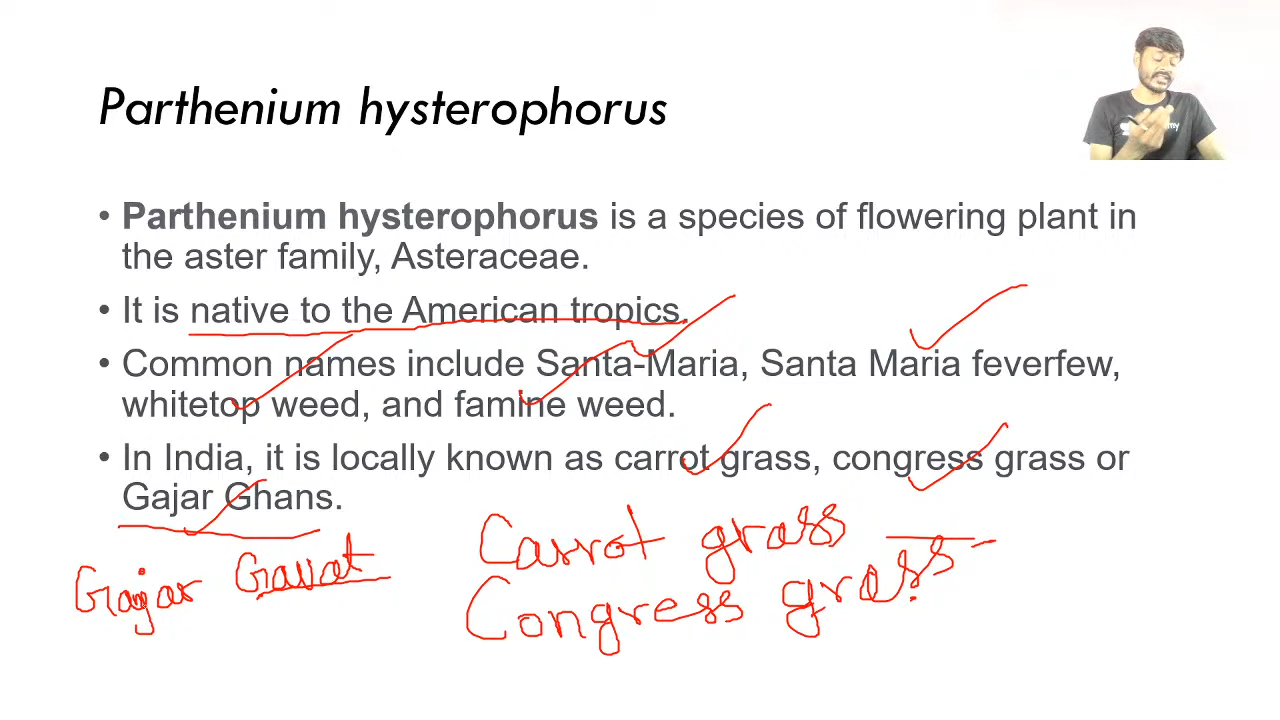 Parthenium hysterophorus
• Parthenium hysterophorus is a species of flowering plant in
the aster family, Asteraceae.
• It is native to the American tropics.
• Common names include Santa-Maria, Santa Maria feverfew,
whitetop weed, and famine weed.
• In India, it is locally known as carrot grass, congress grass or
Gajar Ghans.
Carrot grass
Gajar Gavat
Congress grass